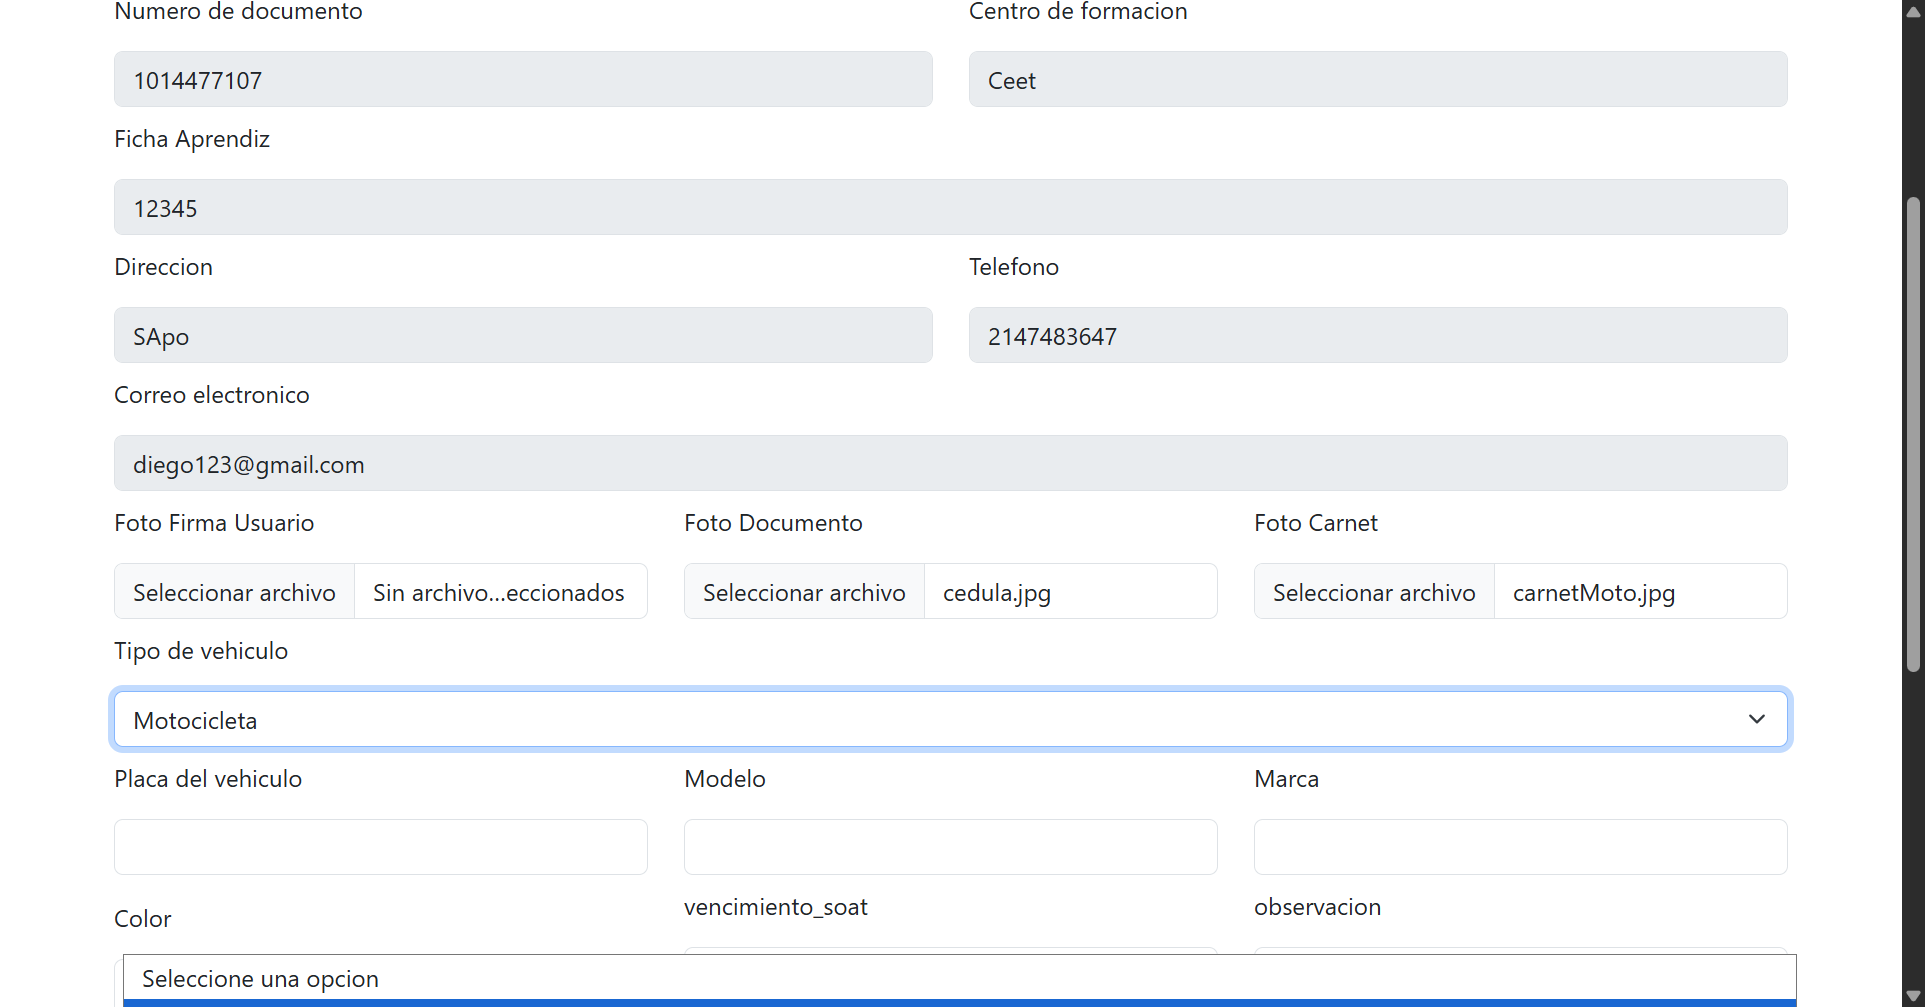 Numero de documento
Centro de formacion
1014477107
Ceet
Ficha Aprendiz
12345
Direccion
Telefono
SApo
2147483647
Correo electronico
diego123@gmail.com
Foto Firma Usuario
Foto Documento
Foto Carnet
Seleccionar archivo
Sin archivo...eccionados
Seleccionar archivo
cedula.jpg
Seleccionar archivo
carnetMoto.jpg
Tipo de vehiculo
Motocicleta
Placa del vehiculo
Modelo
Marca
Color
vencimiento_soat
observacion
Seleccione una opcion